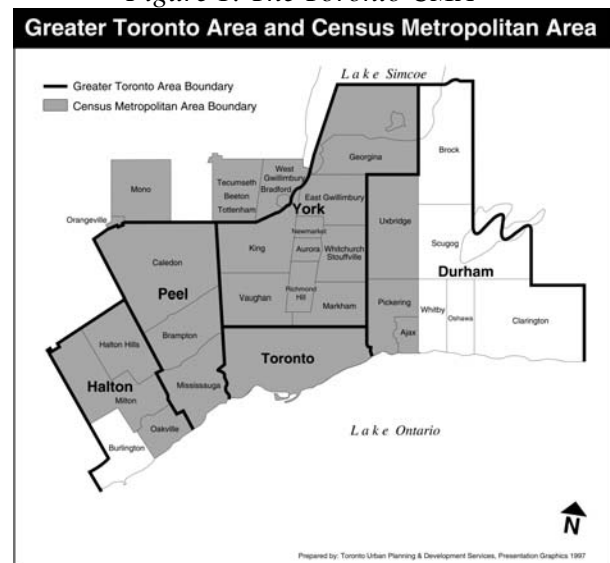 Figure 1. The Toronto CMA
Greater Toronto Area and Census Metropolitan Area
Greater Toronto Area Boundary
Census Metropolitan Area Boundary
Lake Simcoe
Georgina
Brock
Mono
Orangeville
Tecumseth
Beeton
Tottenham
West
Gwillimbury
Bradford
York
East Gwillimbury
Newmarket
Uxbridge
Scugog
Durham
King
Aurora
Whitchurch
Stouffville
Caledon
Peel
Vaughan
Richmond
Hill
Markham
Pickering
Ajax
Whitby
Oshawa
Clarington
Brampton
Toronto
Halton Hills
Halton
Milton
Mississauga
Oakville
Burlington
Lake Ontario
N
Prepared by: Toronto Urban Planning & Development Services, Presentation Graphics 1997